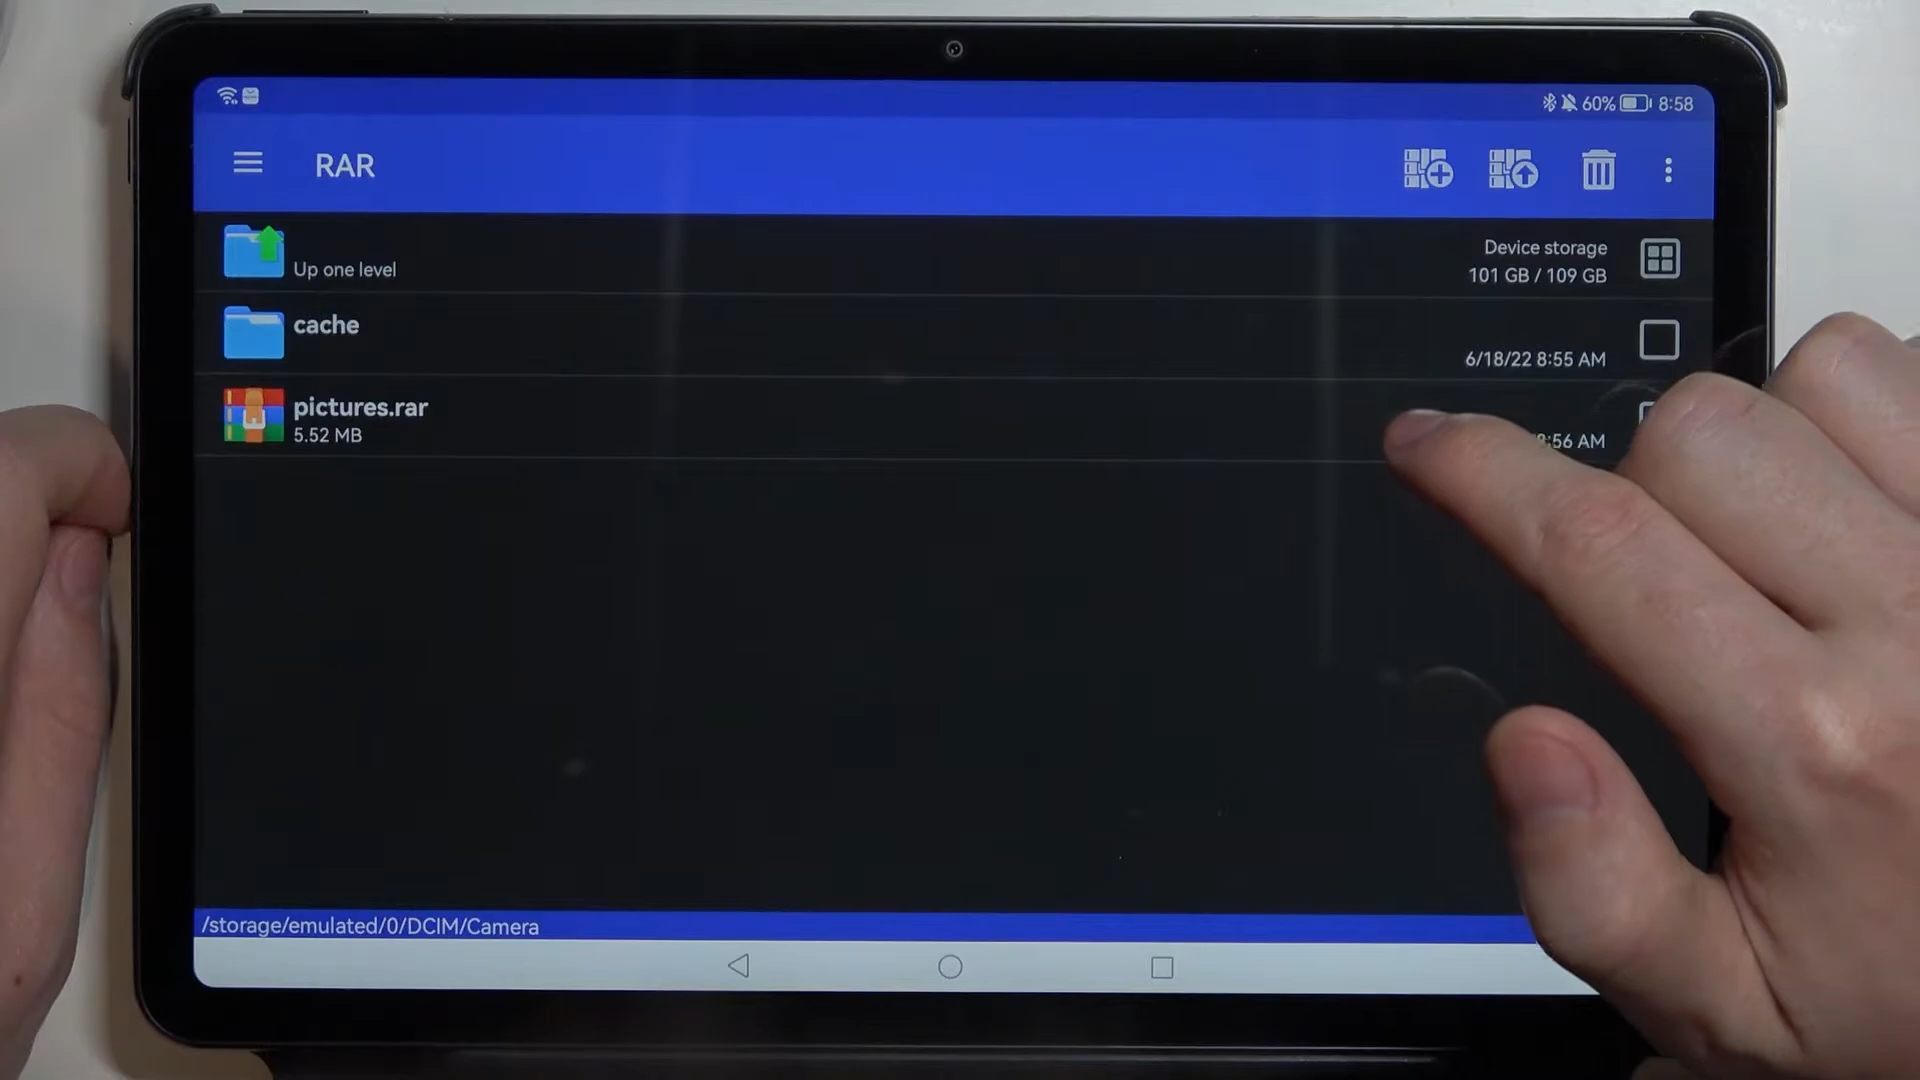 60% 8:58
RAR
Up one level
Device storage
101 GB / 109 GB
cache
6/18/22 8:55 AM
pictures.rar
5.52 MB
8:56 AM
/storage/emulated/0/DCIM/Camera